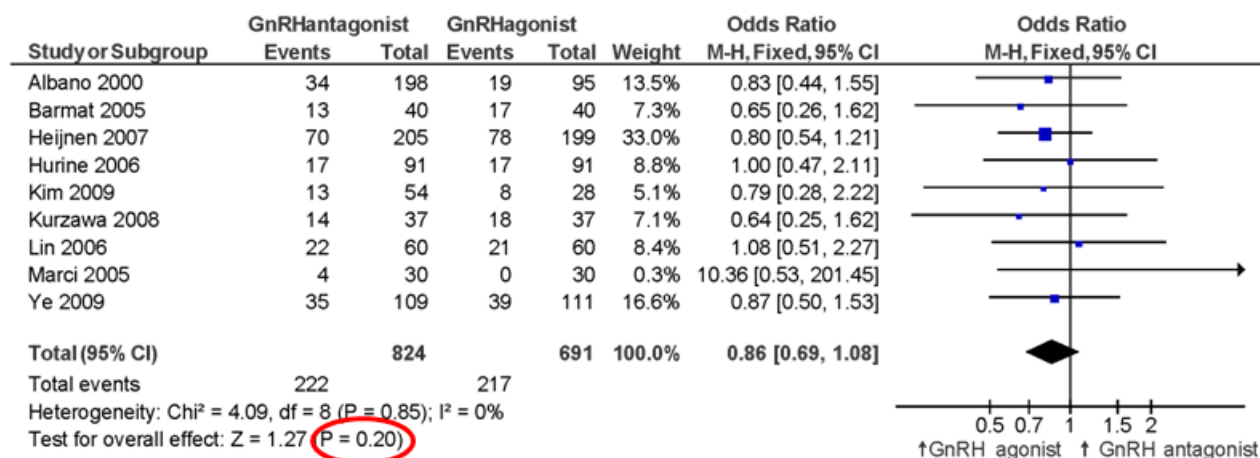 GnRHantagonist GnRHagonist Odds Ratio Odds Ratio
Study or Subgroup Events Total Events Total Weight M-H, Fixed, 95% CI M-H, Fixed, 95% CI
Albano 2000 34 198 19 95 13.5% 0.83 [0.44, 1.55]
Barmat 2005 13 40 17 40 7.3% 0.65 [0.26, 1.62]
Heijnen 2007 70 205 78 199 33.0% 0.80 [0.54, 1.21]
Hurine 2006 17 91 17 91 8.8% 1.00 [0.47, 2.11]
Kim 2009 13 54 8 28 5.1% 0.79 [0.28, 2.22]
Kurzawa 2008 14 37 18 37 7.1% 0.64 [0.25, 1.62]
Lin 2006 22 60 21 60 8.4% 1.08 [0.51, 2.27]
Marci 2005 4 30 0 30 0.3% 10.36 [0.53, 201.45]
Ye 2009 35 109 39 111 16.6% 0.87 [0.50, 1.53]
Total (95% CI) 824 691 100.0% 0.86 [0.69, 1.08]
Total events 222 217
Heterogeneity: Chi² = 4.09, df = 8 (P = 0.85); I² = 0%
Test for overall effect: Z = 1.27 (P = 0.20)
0.5 0.7 1 1.5 2
↑GnRH agonist ↑ GnRH antagonist